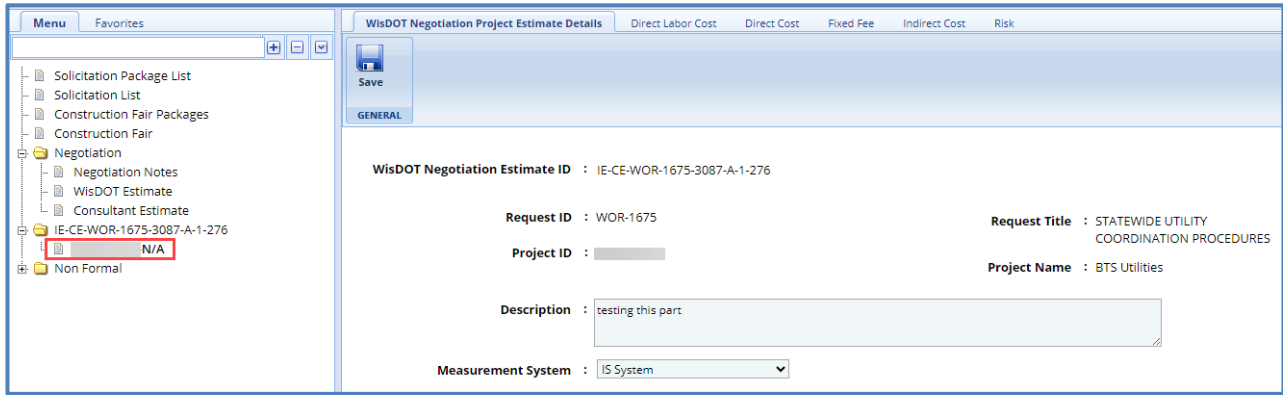 Menu
Favorites
Solicitation Package List
Solicitation List
Construction Fair Packages
Construction Fair
Negotiation
Negotiation Notes
WisDOT Estimate
Consultant Estimate
IE-CE-WOR-1675-3087-A-1-276
N/A
Non Formal
WisDOT Negotiation Project Estimate Details
Direct Labor Cost
Direct Cost
Fixed Fee
Indirect Cost
Risk
Save
GENERAL
WisDOT Negotiation Estimate ID : IE-CE-WOR-1675-3087-A-1-276
Request ID : WOR-1675
Request Title : STATEWIDE UTILITY
COORDINATION PROCEDURES
Project ID :
Project Name : BTS Utilities
Description : testing this part
Measurement System : IS System